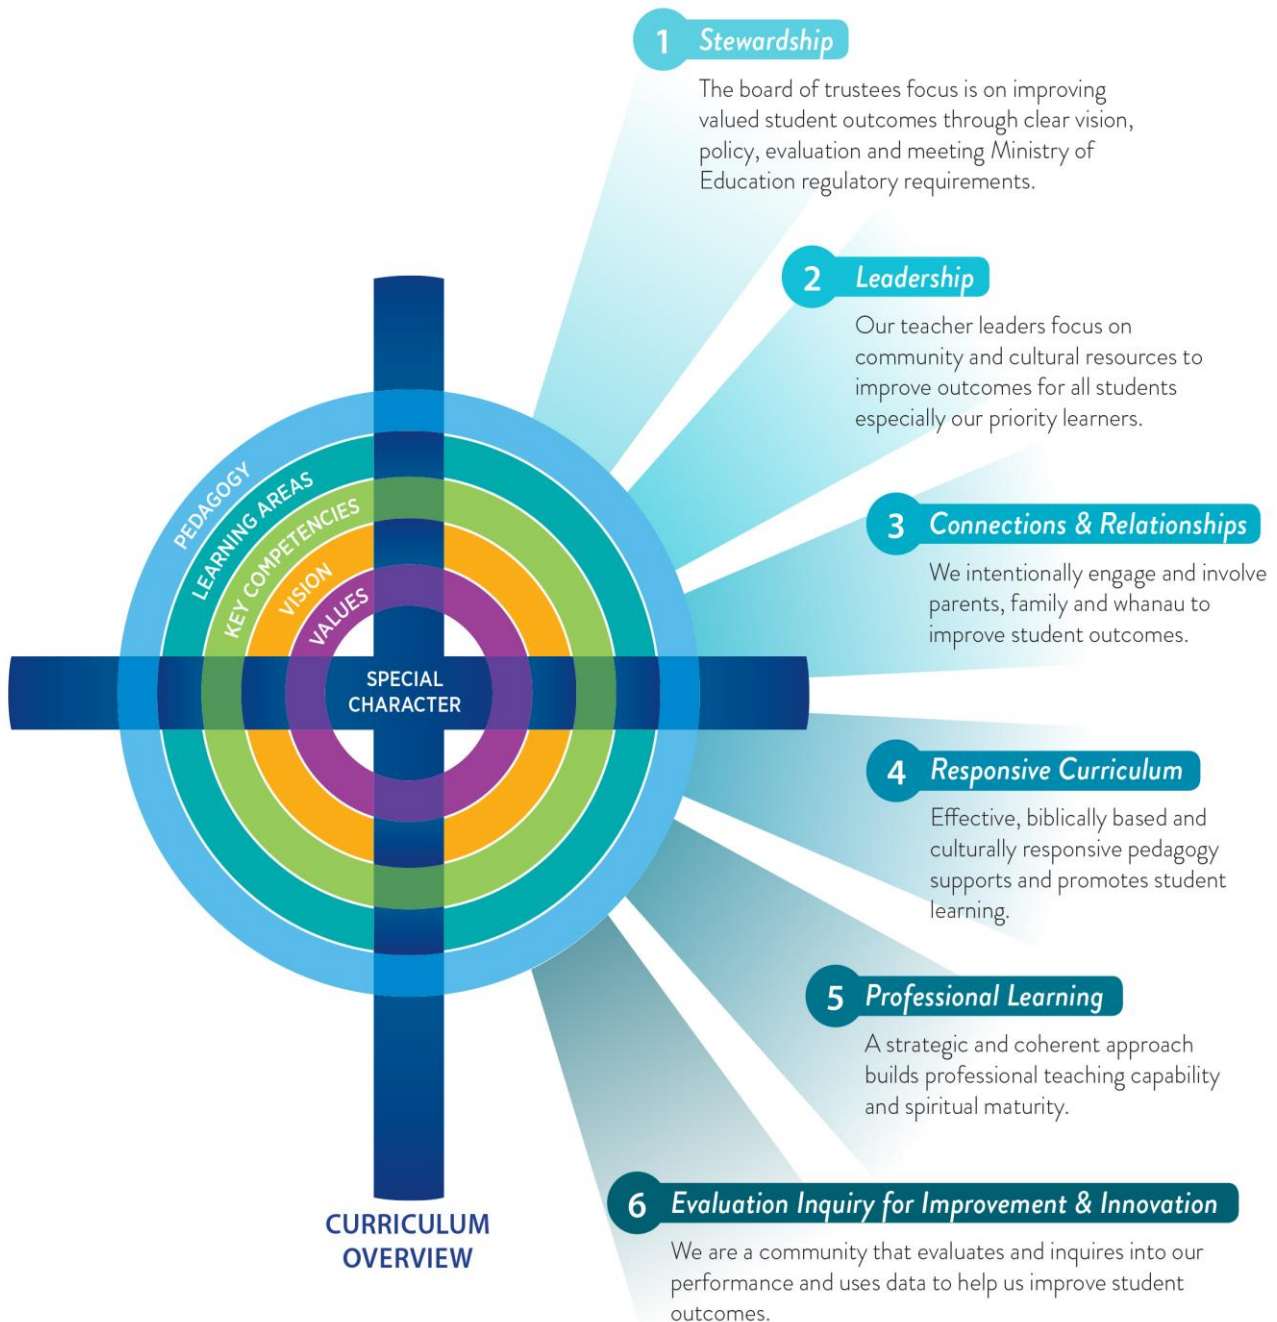 1 Stewardship
The board of trustees focus is on improving
valued student outcomes through clear vision,
policy, evaluation and meeting Ministry of
Education regulatory requirements.
2 Leadership
Our teacher leaders focus on
community and cultural resources to
improve outcomes for all students
especially our priority learners.
3 Connections & Relationships
We intentionally engage and involve
parents, family and whanau to
improve student outcomes.
4 Responsive Curriculum
Effective, biblically based and
culturally responsive pedagogy
supports and promotes student
learning.
5 Professional Learning
A strategic and coherent approach
builds professional teaching capability
and spiritual maturity.
6 Evaluation Inquiry for Improvement & Innovation
We are a community that evaluates and inquires into our
performance and uses data to help us improve student
outcomes.
PEDAGOGY
LEARNING AREAS
KEY COMPETENCIES
VISION
VALUES
SPECIAL
CHARACTER
CURRICULUM
OVERVIEW